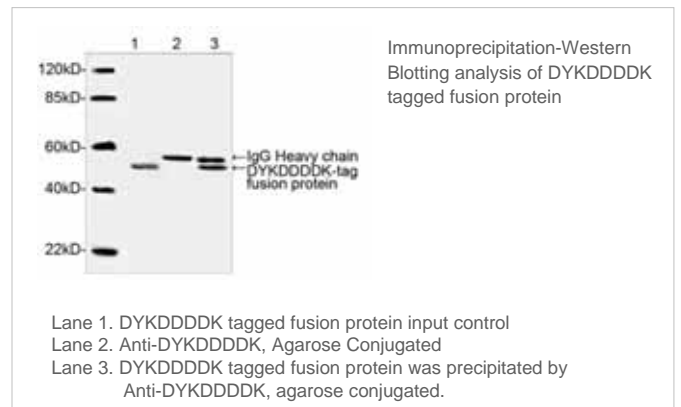 1 2 3
120kD-
85kD-
60kD-
IgG Heavy chain
DYKDDDDK-tag
fusion protein
40kD-
22kD-
Immunoprecipitation-Western
Blotting analysis of DYKDDDDK
tagged fusion protein
Lane 1. DYKDDDDK tagged fusion protein input control
Lane 2. Anti-DYKDDDDK, Agarose Conjugated
Lane 3. DYKDDDDK tagged fusion protein was precipitated by
Anti-DYKDDDDK, agarose conjugated.